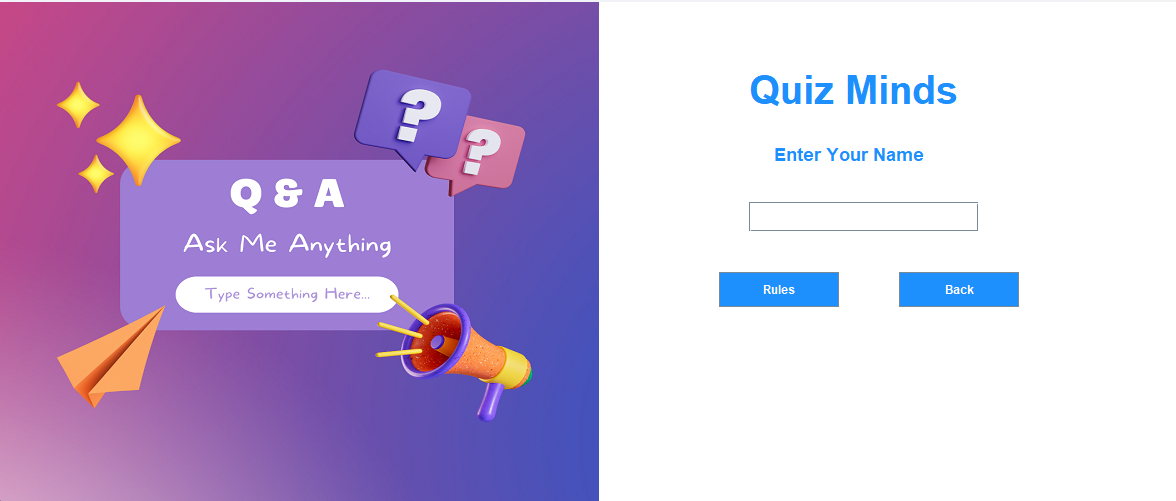 Q & A
Ask Me Anything
Type Something Here...
Quiz Minds
Enter Your Name
Rules
Back